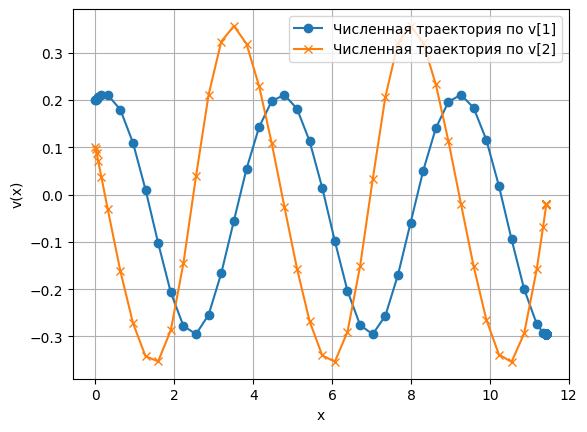 Численная траектория по v[1]
Численная траектория по v[2]
0.3
0.2
0.1
0.0
−0.1
−0.2
−0.3
v(x)
0 2 4 6 8 10 12
x